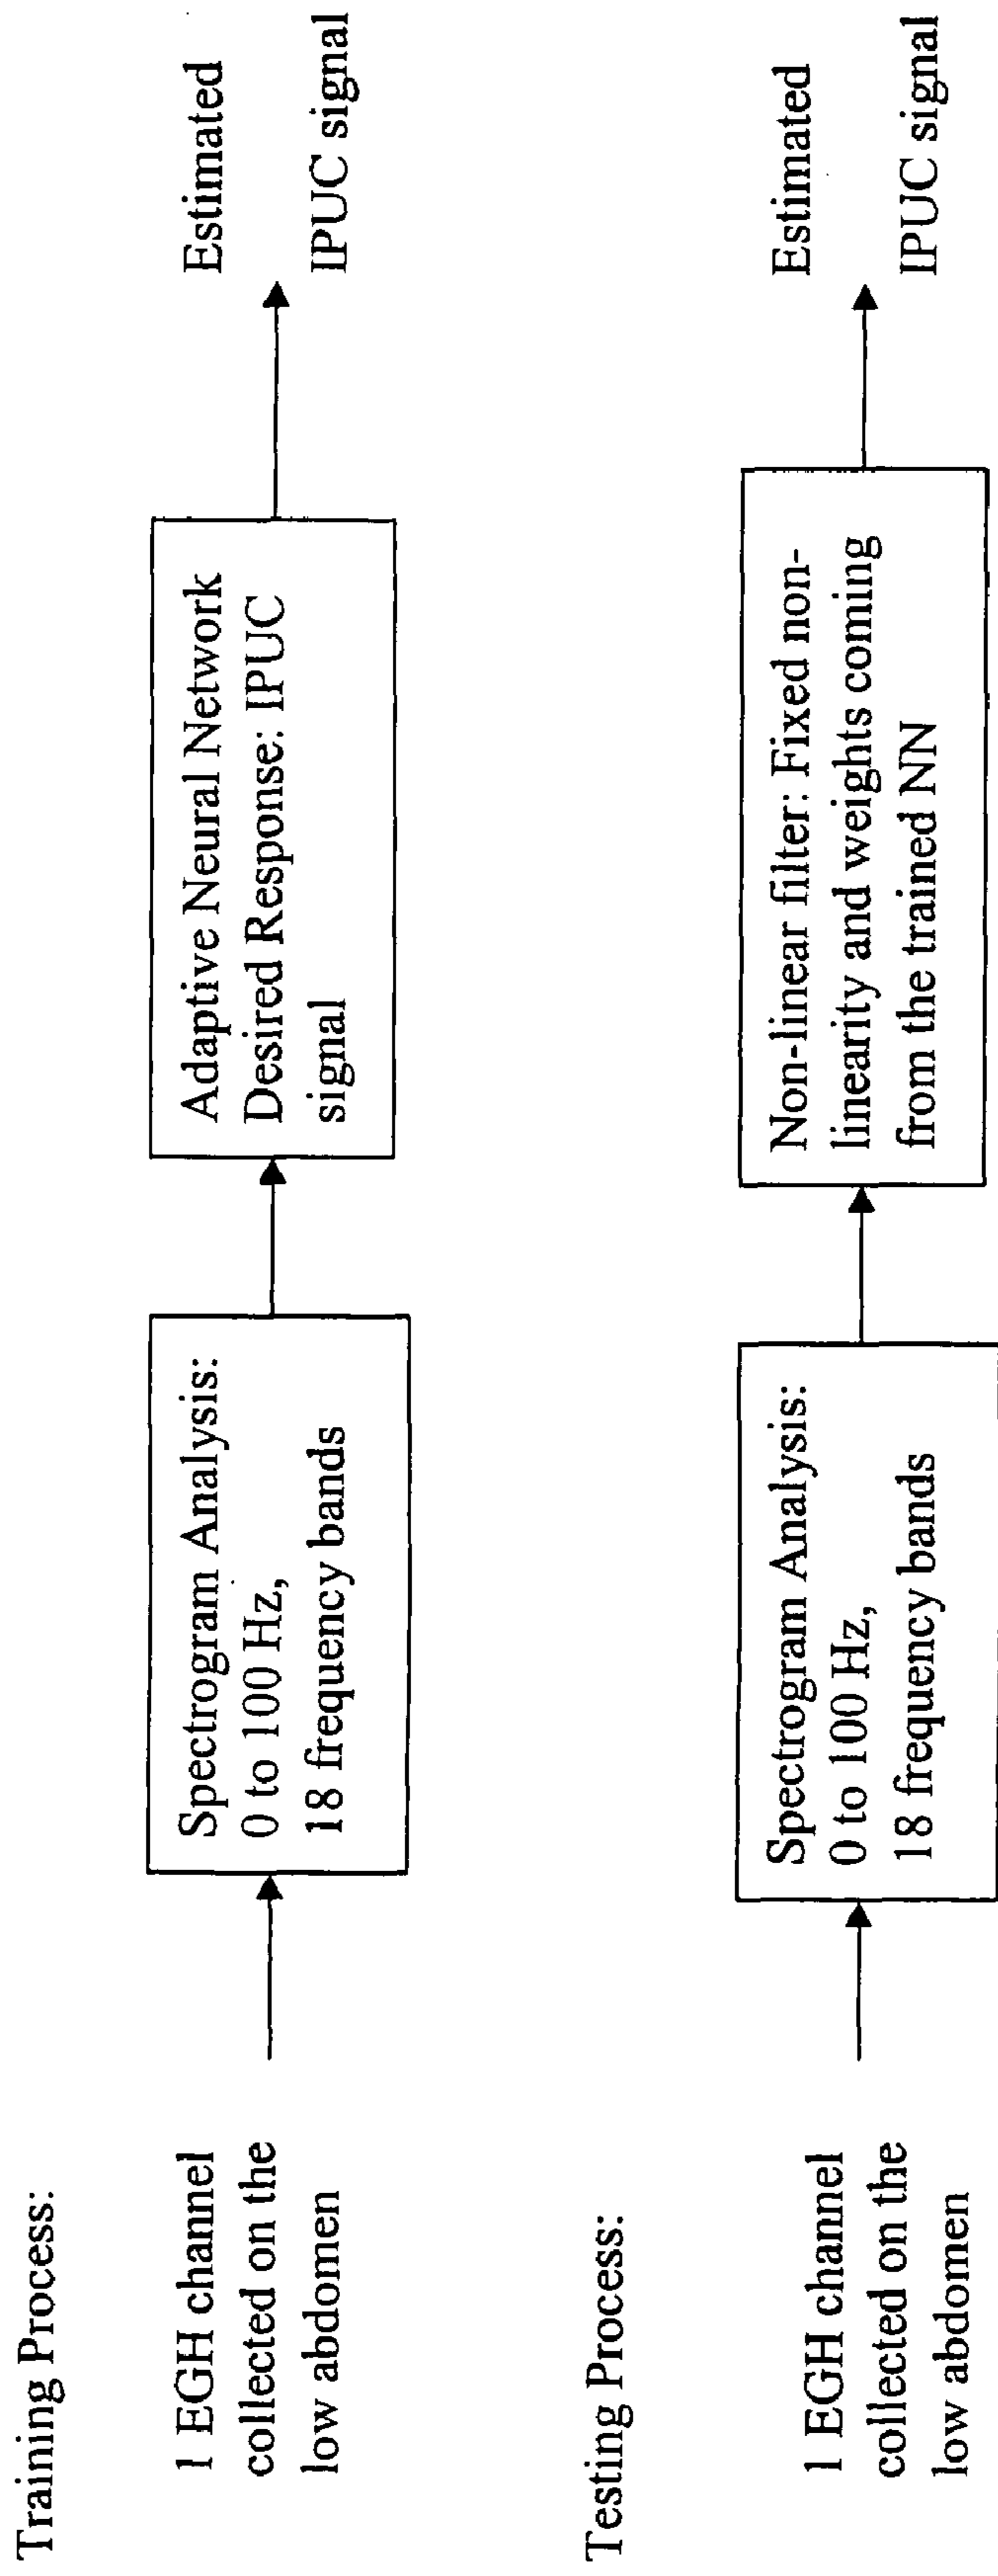 Training Process:
1 EGH channel
collected on the
low abdomen
Spectrogram Analysis:
0 to 100 Hz,
18 frequency bands
Adaptive Neural Network
Desired Response: IPUC
signal
Estimated
IPUC signal
Testing Process:
1 EGH channel
collected on the
low abdomen
Spectrogram Analysis:
0 to 100 Hz,
18 frequency bands
Non-linear filter: Fixed non-
linearity and weights coming
from the trained NN
Estimated
IPUC signal